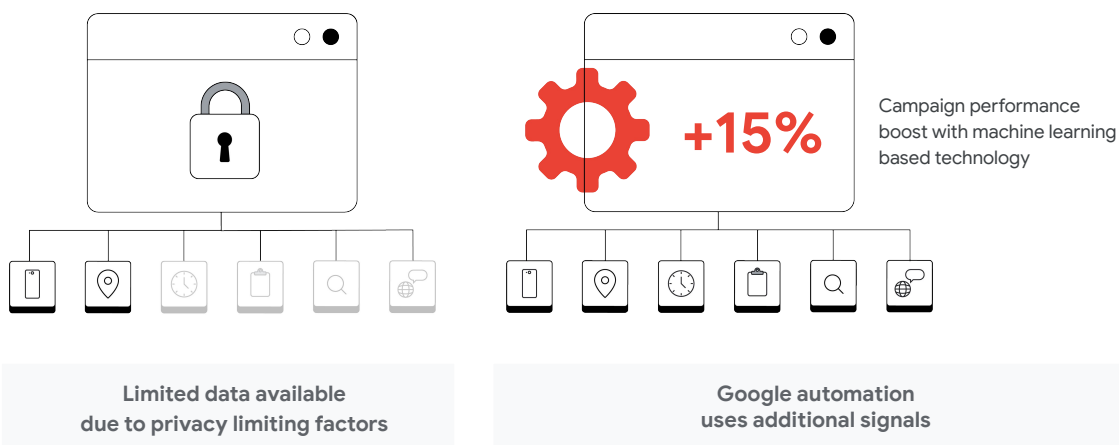 +15%
Campaign performance
boost with machine learning
based technology
Limited data available
due to privacy limiting factors
Google automation
uses additional signals